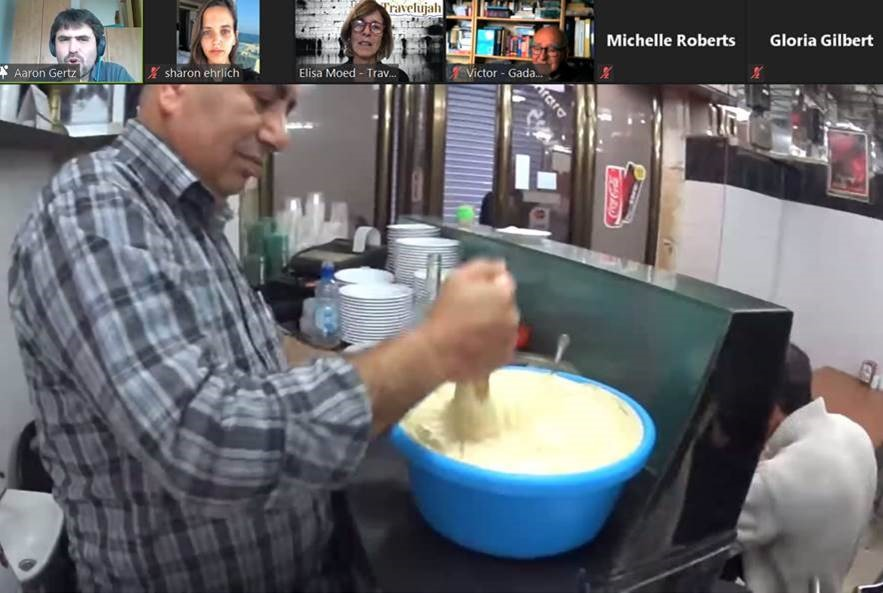 Travelujah
Aaron Gertz
sharon ehrlich
Elisa Moed - Trav...
Victor - Gada...
Michelle Roberts
Gloria Gilbert
Coca-Cola